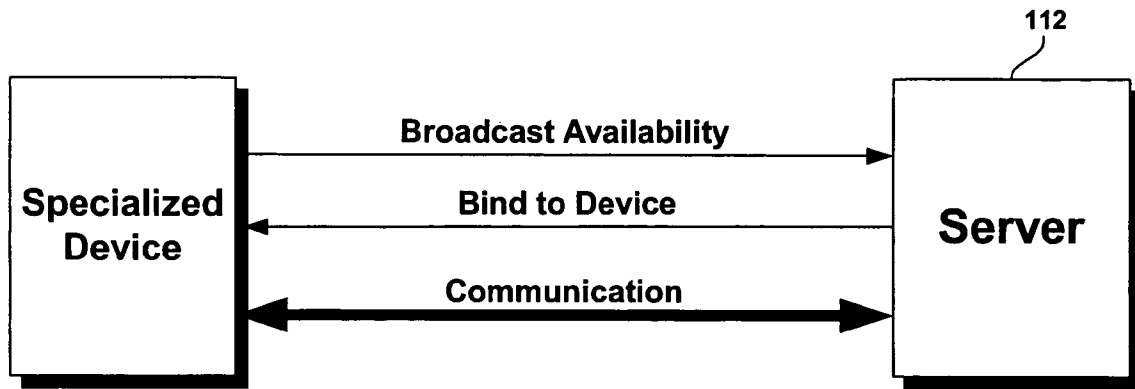 112
Broadcast Availability
Specialized
Device
Bind to Device
Server
Communication